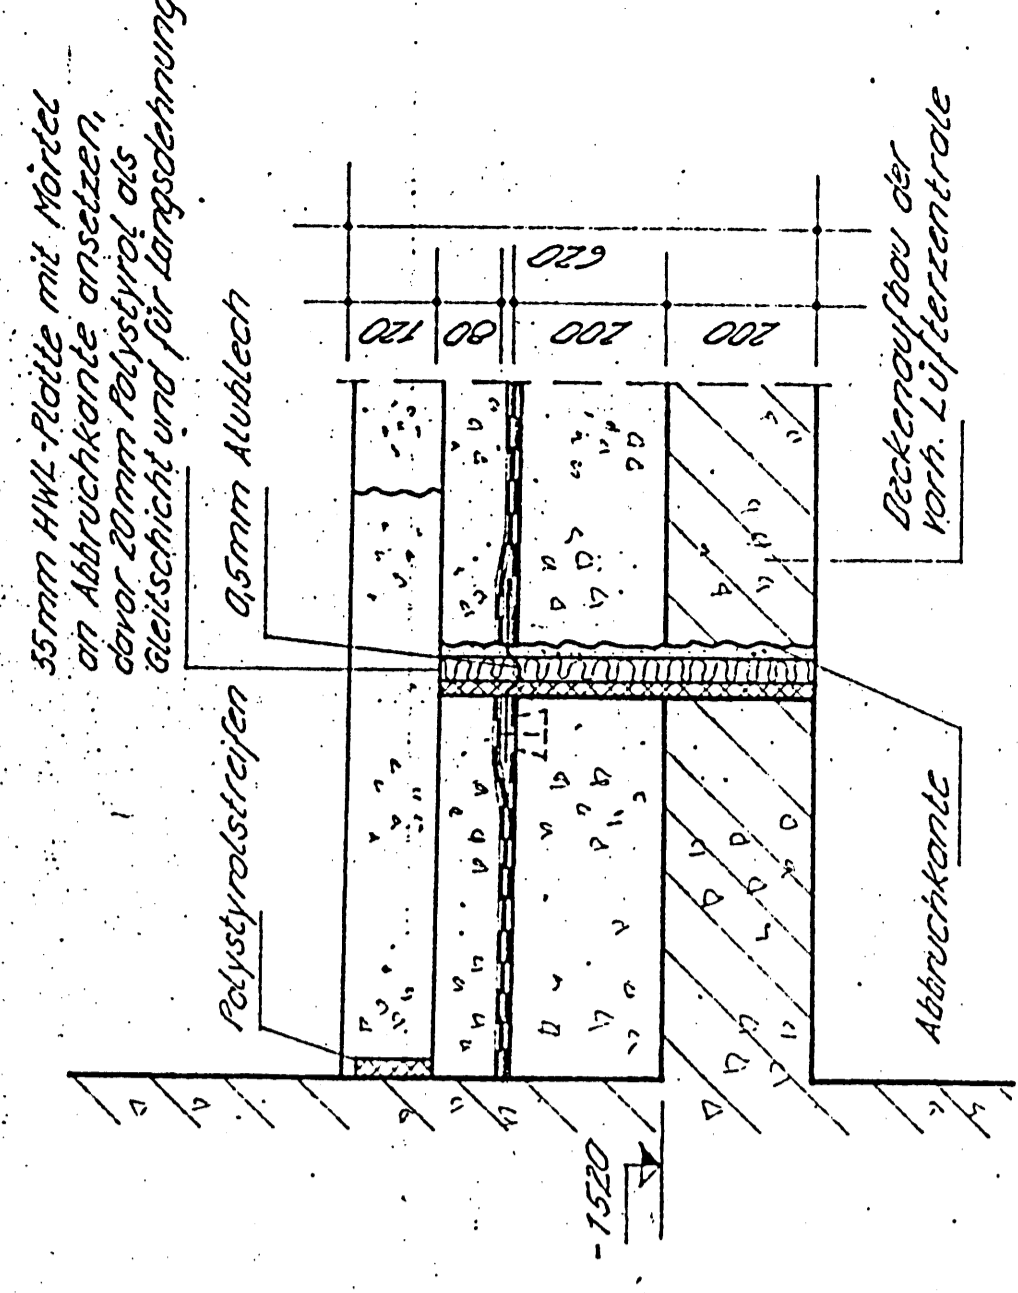 35mm HWL-Platte mit Mörtel
an Abbruchkante ansetzen,
davor 20mm Polystyrol als
Gleitschicht und für Längsdehnung
0,5mm Alublech
Polystyrolstreifen
120
80
200
200
620
Deckenaufbau der
vorh. Lüfterzentrale
Abbruchkante
-1520